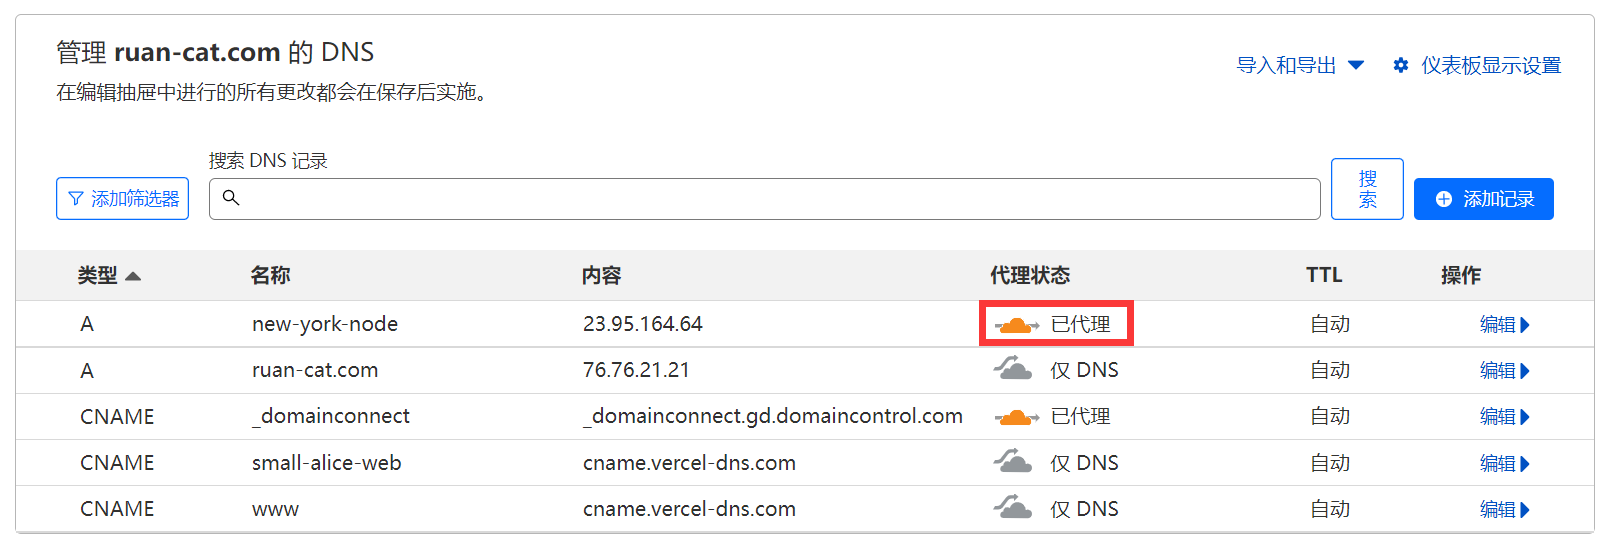 管理 ruan-cat.com 的 DNS
导入和导出 仪表板显示设置
在编辑抽屉中进行的所有更改都会在保存后实施。
搜索 DNS 记录
添加筛选器
搜索
添加记录
类型 名称 内容 代理状态 TTL 操作
A new-york-node 23.95.164.64 已代理 自动 编辑
A ruan-cat.com 76.76.21.21 仅 DNS 自动 编辑
CNAME _domainconnect _domainconnect.gd.domaincontrol.com 已代理 自动 编辑
CNAME small-alice-web cname.vercel-dns.com 仅 DNS 自动 编辑
CNAME www cname.vercel-dns.com 仅 DNS 自动 编辑